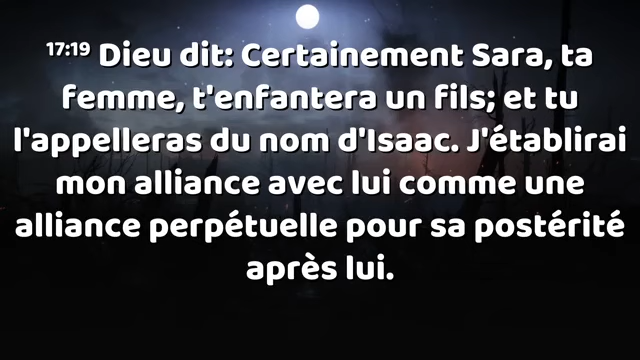 17:19 Dieu dit: Certainement Sara, ta
femme, t'enfantera un fils; et tu
l'appelleras du nom d'Isaac. J'établirai
mon alliance avec lui comme une
alliance perpétuelle pour sa postérité
après lui.